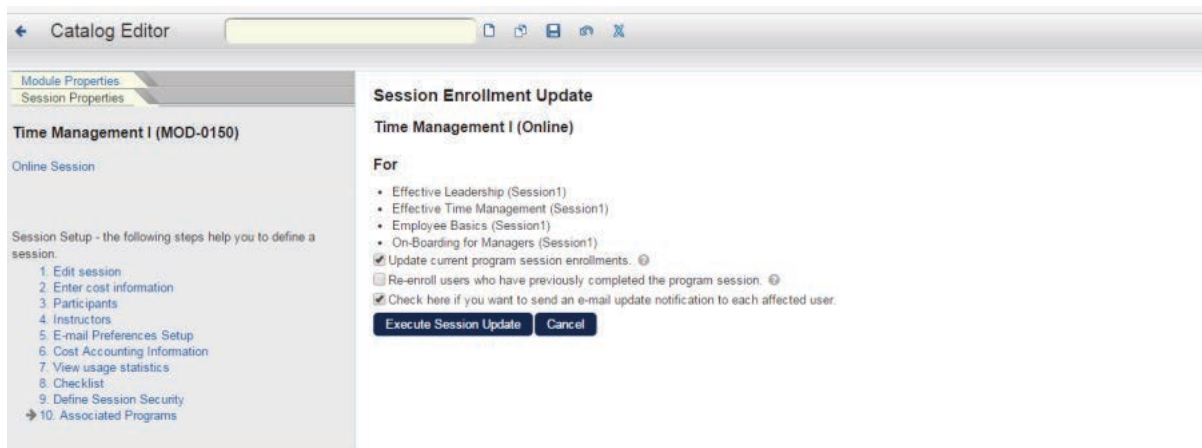 Catalog Editor
Module Properties
Session Properties
Time Management I (MOD-0150)
Online Session
Session Setup - the following steps help you to define a
session.
1. Edit session
2. Enter cost information
3. Participants
4. Instructors
5. E-mail Preferences Setup
6. Cost Accounting Information
7. View usage statistics
8. Checklist
9. Define Session Security
10. Associated Programs
Session Enrollment Update
Time Management I (Online)
For
• Effective Leadership (Session1)
• Effective Time Management (Session1)
• Employee Basics (Session1)
• On-Boarding for Managers (Session1)
Update current program session enrollments.
Re-enroll users who have previously completed the program session.
Check here if you want to send an e-mail update notification to each affected user.
Execute Session Update Cancel